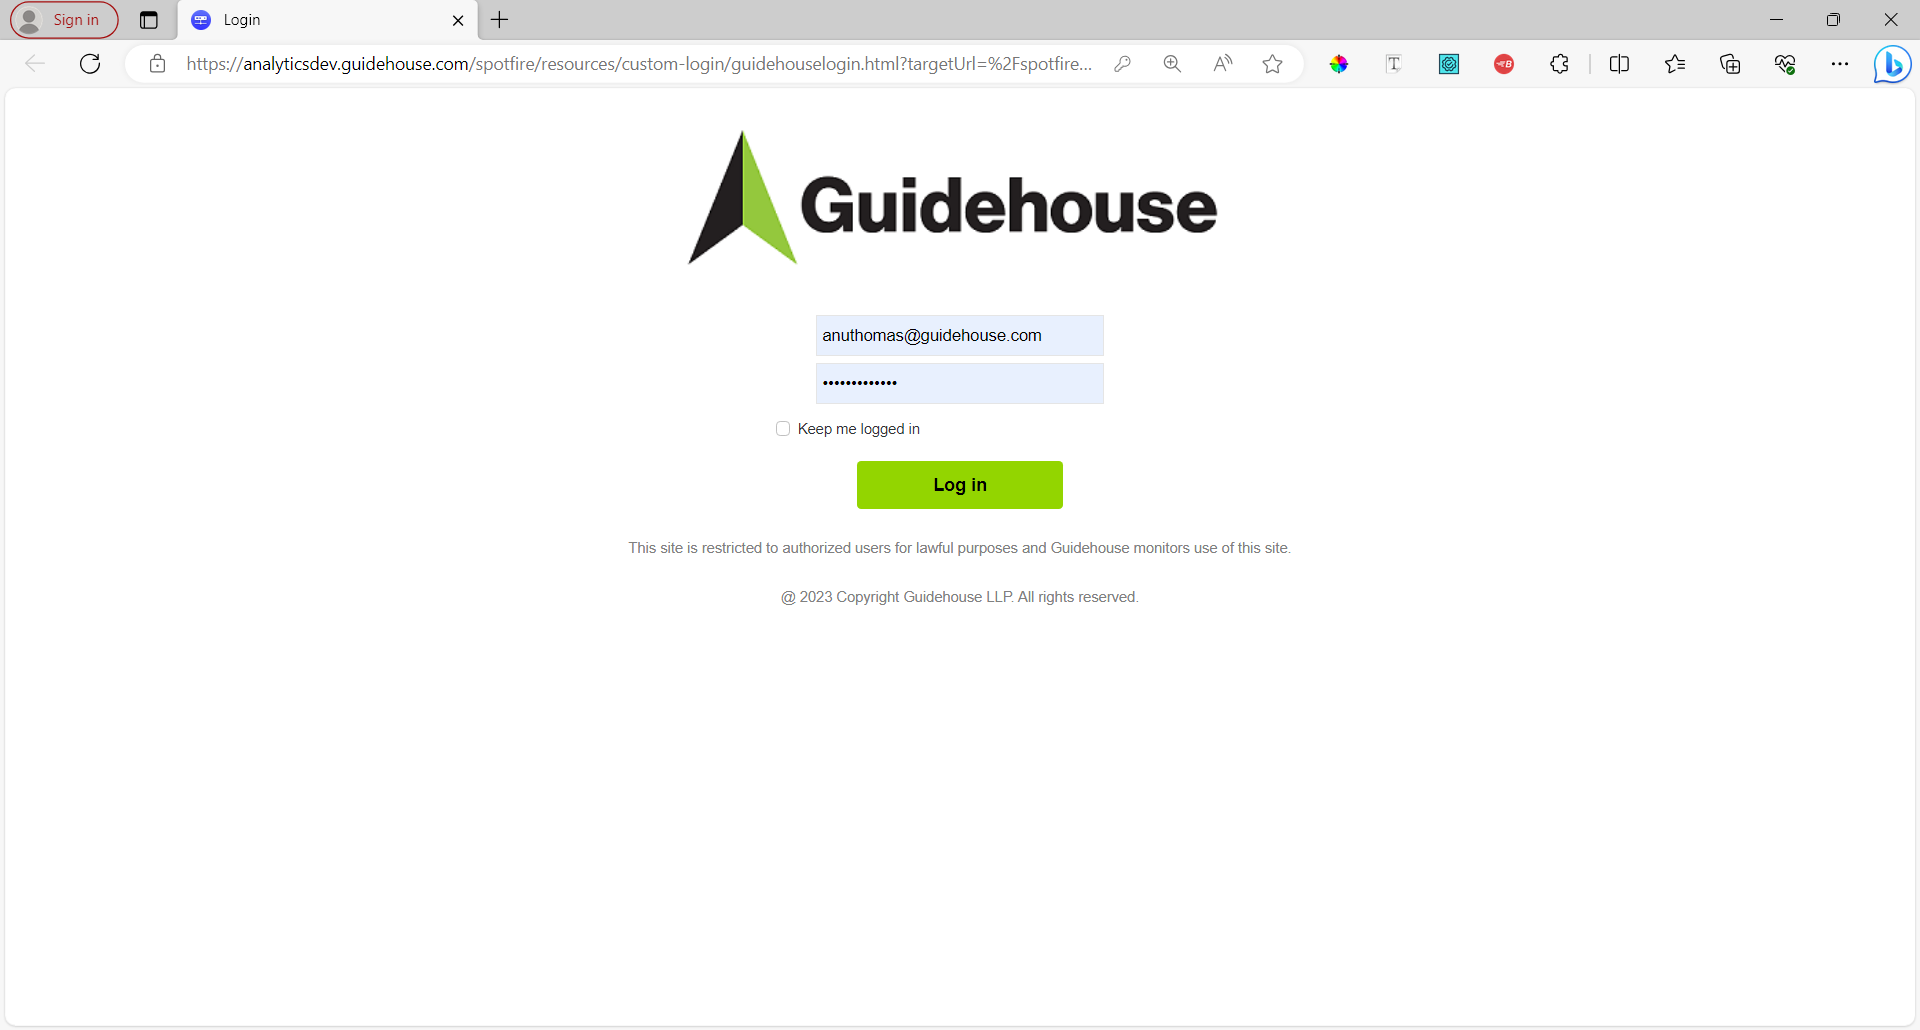 Sign in
Login
https://analyticsdev.guidehouse.com/spotfire/resources/custom-login/guidehouselogin.html?targetUrl=%2Fspotfire...
Guidehouse
anuthomas@guidehouse.com
•••••••••••••
Keep me logged in
Log in
This site is restricted to authorized users for lawful purposes and Guidehouse monitors use of this site.
@ 2023 Copyright Guidehouse LLP. All rights reserved.